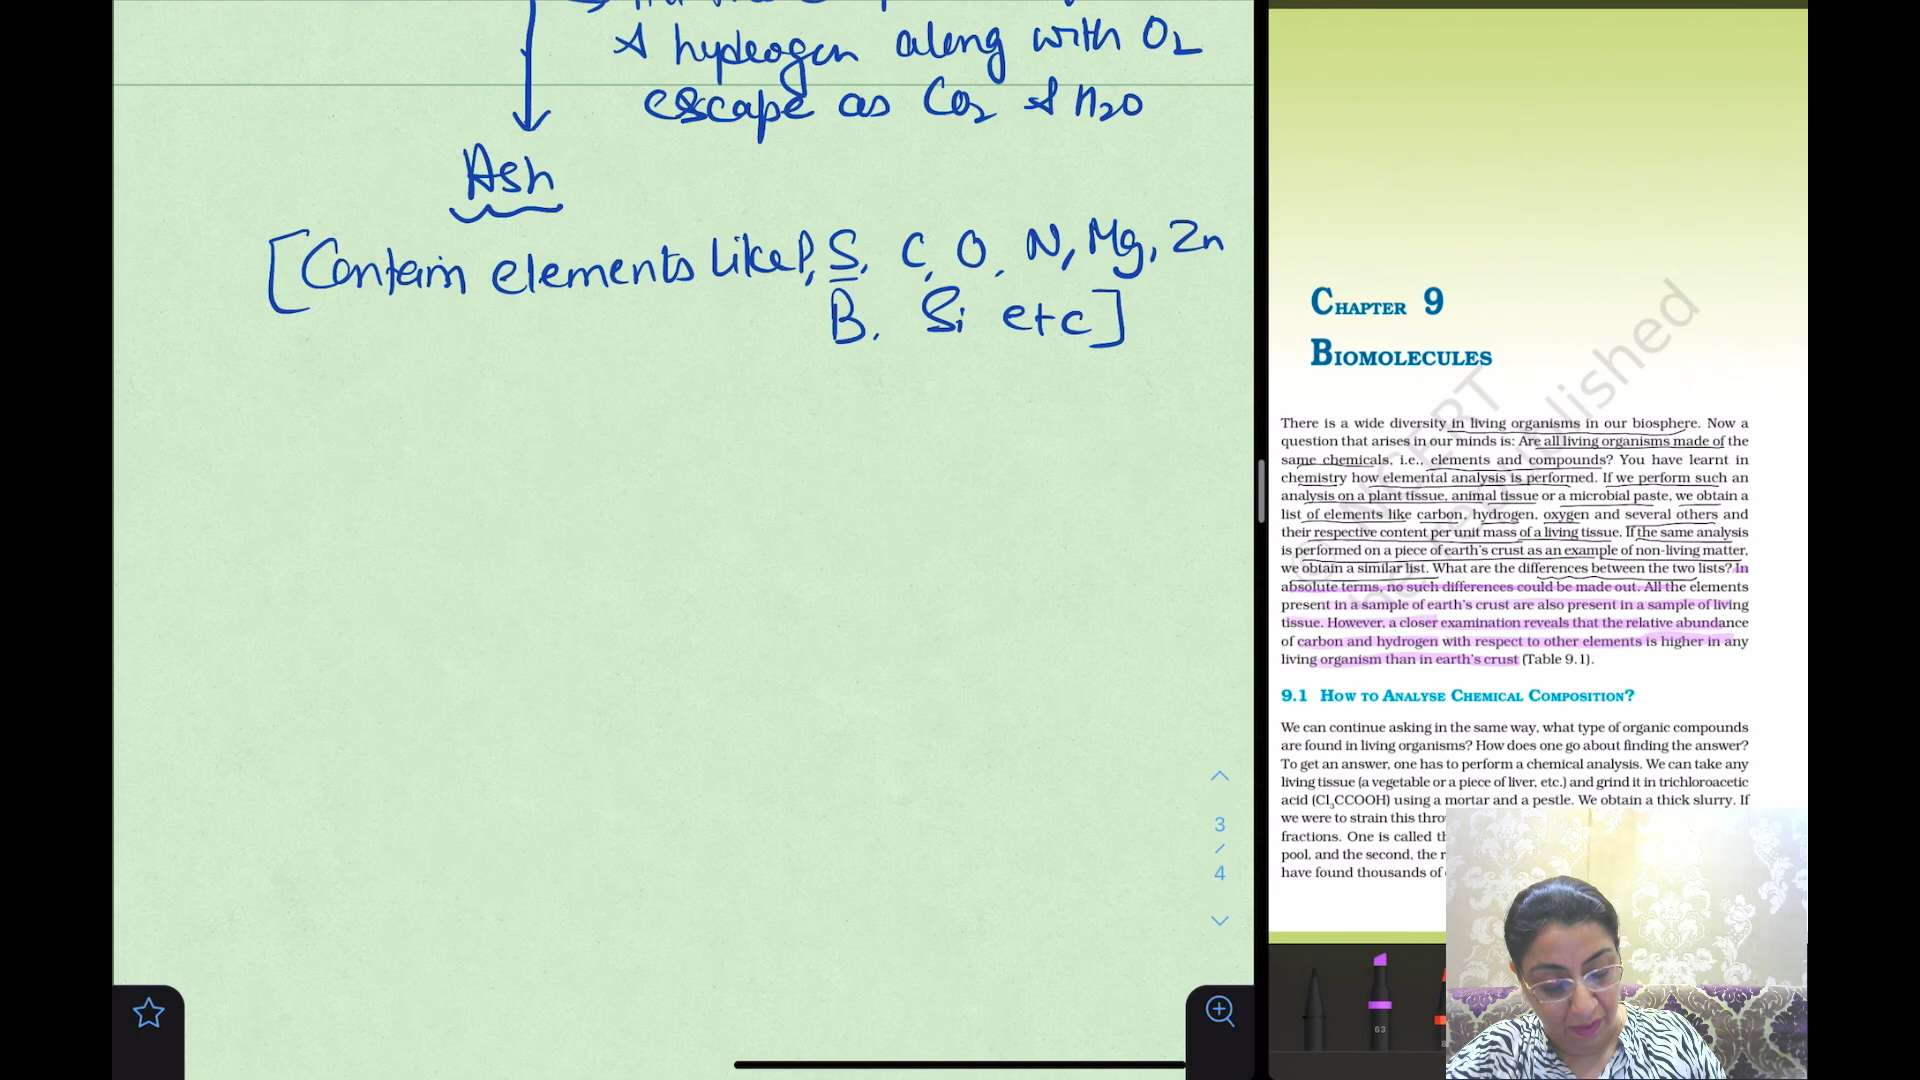 & hydrogen along with O2
escape as CO2 & H2O
Ash
[Contain elements like P, S, C, O, N, Mg, Zn
B, Si etc]
3
/
4
CHAPTER 9
BIOMOLECULES
There is a wide diversity in living organisms in our biosphere. Now a
question that arises in our minds is: Are all living organisms made of the
same chemicals, i.e., elements and compounds? You have learnt in
chemistry how elemental analysis is performed. If we perform such an
analysis on a plant tissue, animal tissue or a microbial paste, we obtain a
list of elements like carbon, hydrogen, oxygen and several others and
their respective content per unit mass of a living tissue. If the same analysis
is performed on a piece of earth's crust as an example of non-living matter,
we obtain a similar list. What are the differences between the two lists? In
absolute terms, no such differences could be made out. All the elements
present in a sample of earth's crust are also present in a sample of living
tissue. However, a closer examination reveals that the relative abundance
of carbon and hydrogen with respect to other elements is higher in any
living organism than in earth's crust (Table 9.1).
9.1 HOW TO ANALYSE CHEMICAL COMPOSITION?
We can continue asking in the same way, what type of organic compounds
are found in living organisms? How does one go about finding the answer?
To get an answer, one has to perform a chemical analysis. We can take any
living tissue (a vegetable or a piece of liver, etc.) and grind it in trichloroacetic
acid (Cl3CCOOH) using a mortar and a pestle. We obtain a thick slurry. If
we were to strain this thro
fractions. One is called th
pool, and the second, the r
have found thousands of
© NCERT
63